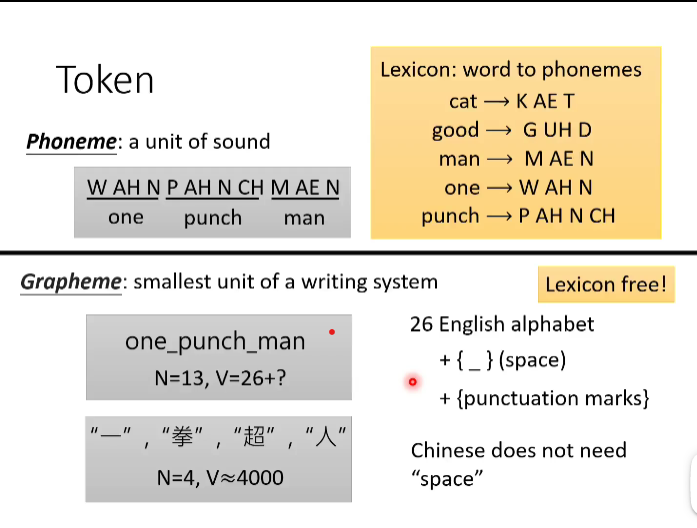 Token
Phoneme: a unit of sound
W AH N P AH N CH M AE N
one punch man
Lexicon: word to phonemes
cat → K AE T
good → G UH D
man → M AE N
one → W AH N
punch → P AH N CH
Grapheme: smallest unit of a writing system
Lexicon free!
one_punch_man
N=13, V=26+?
26 English alphabet
+ { _ } (space)
+ {punctuation marks}
"一" , "拳" , "超" , "人"
N=4, V≈4000
Chinese does not need
“space”